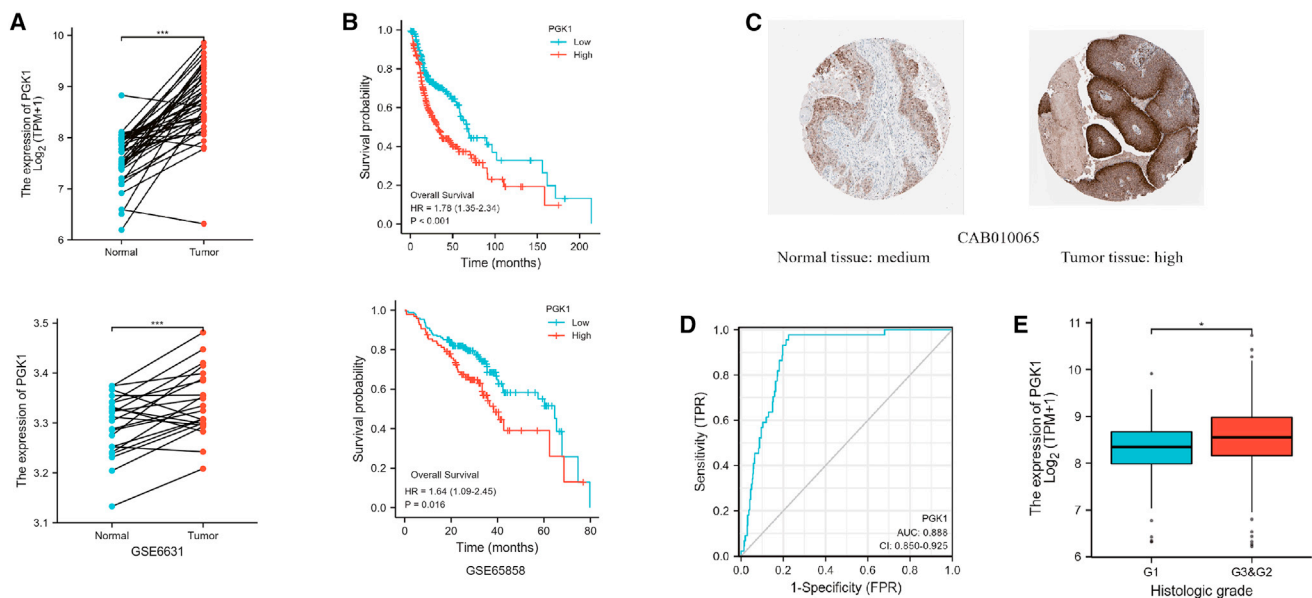 A
***
The expression of PGK1
Log2 (TPM+1)
10
9
8
7
6
Normal
Tumor
***
The expression of PGK1
3.5
3.4
3.3
3.2
3.1
Normal
Tumor
GSE6631
B
PGK1
Low
High
Survival probability
1.0
0.8
0.6
0.4
0.2
0.0
Overall Survival
HR = 1.78 (1.35-2.34)
P < 0.001
0
50
100
150
200
Time (months)
PGK1
Low
High
Survival probability
1.0
0.8
0.6
0.4
0.2
0.0
Overall Survival
HR = 1.64 (1.09-2.45)
P = 0.016
0
20
40
60
80
Time (months)
GSE65858
C
CAB010065
Normal tissue: medium
Tumor tissue: high
D
Sensitivity (TPR)
1.0
0.8
0.6
0.4
0.2
0.0
PGK1
AUC: 0.888
CI: 0.850-0.925
0.0
0.2
0.4
0.6
0.8
1.0
1-Specificity (FPR)
E
*
The expression of PGK1
Log2 (TPM+1)
11
10
9
8
7
6
G1
G3&G2
Histologic grade